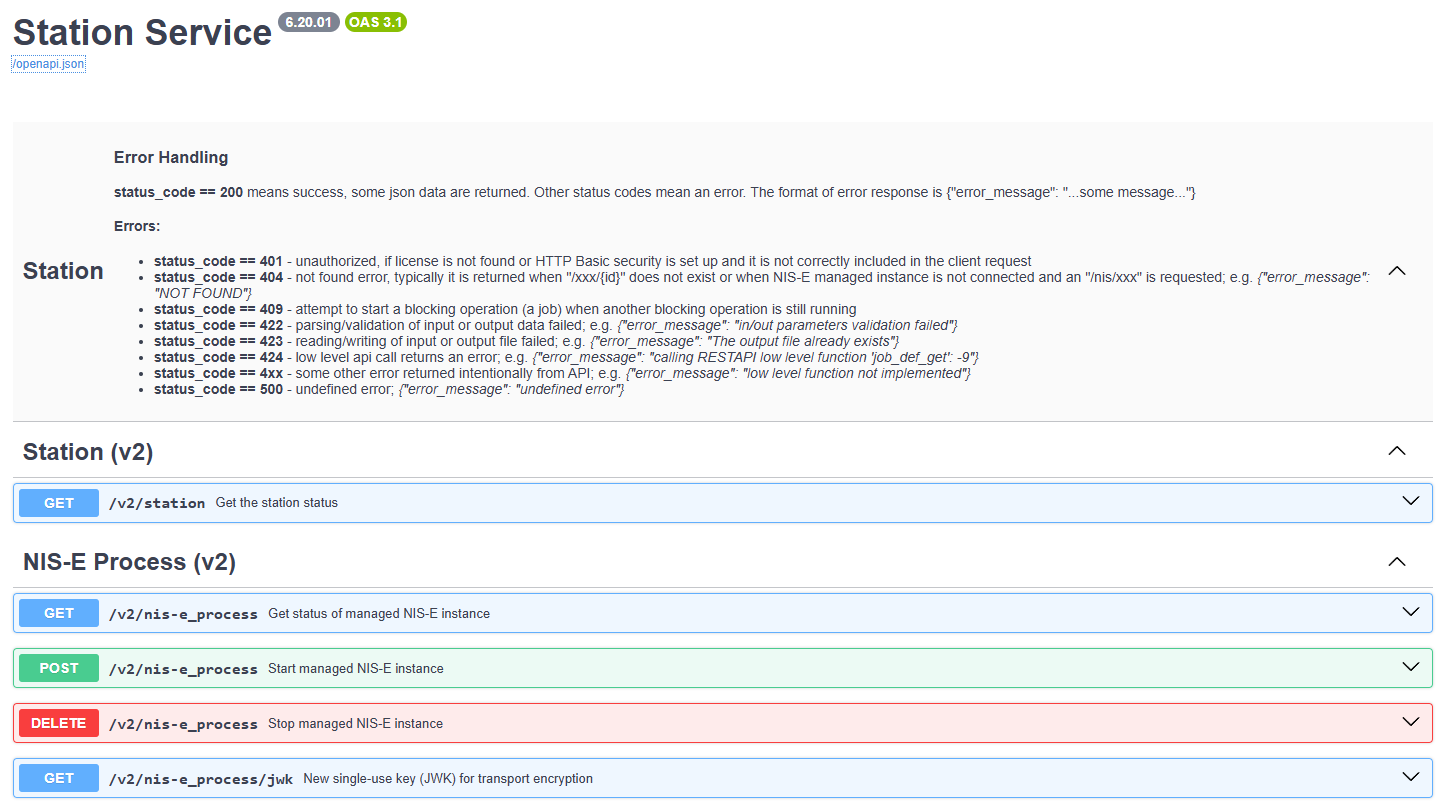 Station Service 6.20.01 OAS 3.1
/openapi.json
Station
Error Handling
status_code == 200 means success, some json data are returned. Other status codes mean an error. The format of error response is {"error_message": "...some message..."}
Errors:
status_code == 401 - unauthorized, if license is not found or HTTP Basic security is set up and it is not correctly included in the client request
status_code == 404 - not found error, typically it is returned when "/xxx/{id}" does not exist or when NIS-E managed instance is not connected and an "/nis/xxx" is requested; e.g. {"error_message":
"NOT FOUND"}
status_code == 409 - attempt to start a blocking operation (a job) when another blocking operation is still running
status_code == 422 - parsing/validation of input or output data failed; e.g. {"error_message": "in/out parameters validation failed"}
status_code == 423 - reading/writing of input or output file failed; e.g. {"error_message": "The output file already exists"}
status_code == 424 - low level api call returns an error; e.g. {"error_message": "calling RESTAPI low level function 'job_def_get': -9"}
status_code == 4xx - some other error returned intentionally from API; e.g. {"error_message": "low level function not implemented"}
status_code == 500 - undefined error; {"error_message": "undefined error"}
Station (v2)
GET /v2/station Get the station status
NIS-E Process (v2)
GET /v2/nis-e_process Get status of managed NIS-E instance
POST /v2/nis-e_process Start managed NIS-E instance
DELETE /v2/nis-e_process Stop managed NIS-E instance
GET /v2/nis-e_process/jwk New single-use key (JWK) for transport encryption